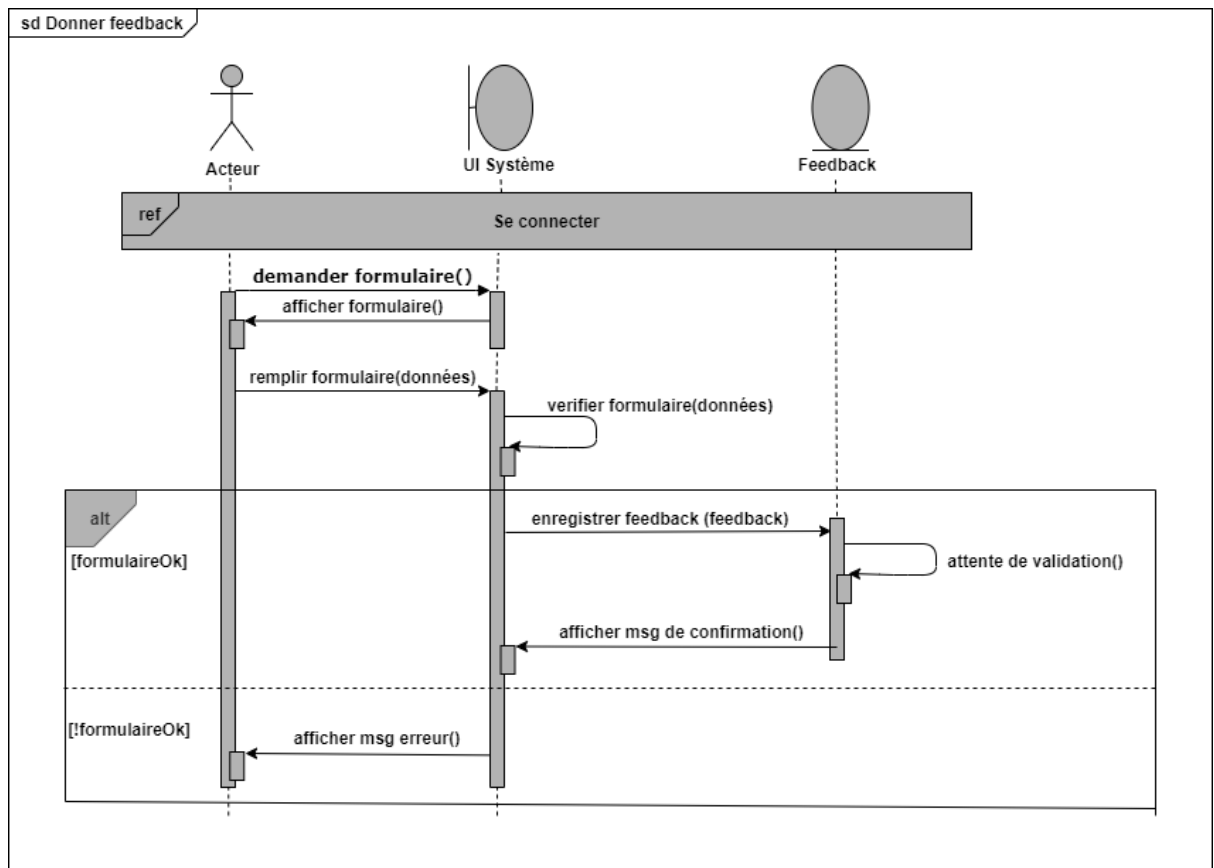 sd Donner feedback
Acteur
UI Système
Feedback
ref
Se connecter
demander formulaire()
afficher formulaire()
remplir formulaire(données)
verifier formulaire(données)
alt
enregistrer feedback (feedback)
[formulaireOk]
attente de validation()
afficher msg de confirmation()
[!formulaireOk]
afficher msg erreur()